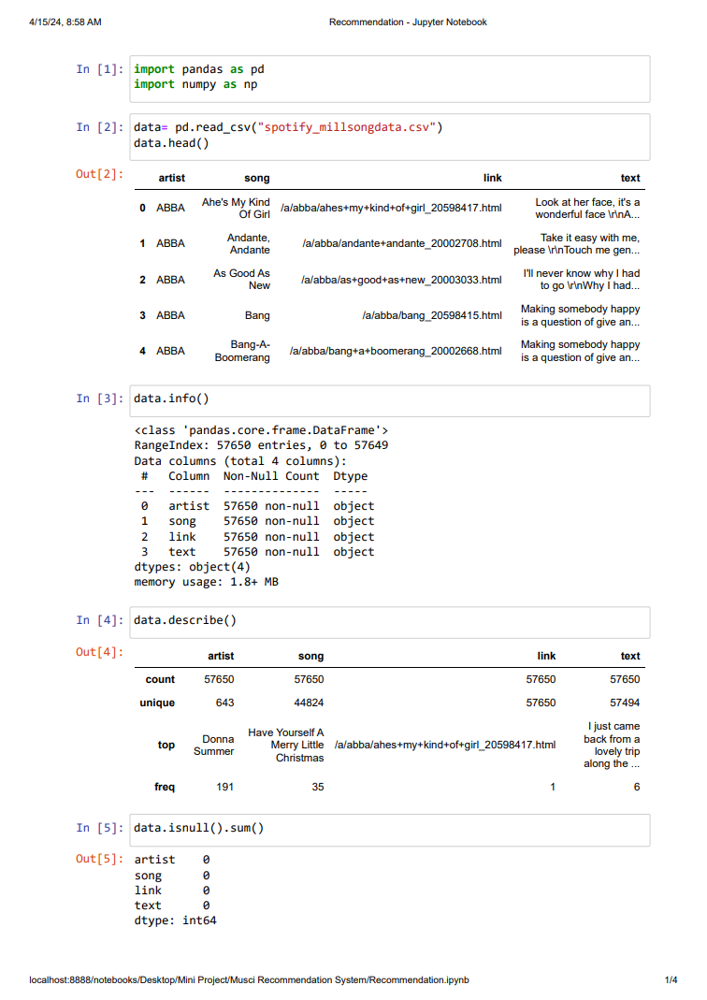 4/15/24, 8:58 AM Recommendation - Jupyter Notebook
In [1]: import pandas as pd
import numpy as np
In [2]: data= pd.read_csv("spotify_millsongdata.csv")
data.head()
Out[2]:
artist song link text
0 ABBA Ahe's My Kind Of Girl /a/abba/ahes+my+kind+of+girl_20598417.html Look at her face, it's a wonderful face \r\nA...
1 ABBA Andante, Andante /a/abba/andante+andante_20002708.html Take it easy with me, please \r\nTouch me gen...
2 ABBA As Good As New /a/abba/as+good+as+new_20003033.html I'll never know why I had to go \r\nWhy I had...
3 ABBA Bang /a/abba/bang_20598415.html Making somebody happy is a question of give an...
4 ABBA Bang-A-Boomerang /a/abba/bang+a+boomerang_20002668.html Making somebody happy is a question of give an...
In [3]: data.info()
<class 'pandas.core.frame.DataFrame'>
RangeIndex: 57650 entries, 0 to 57649
Data columns (total 4 columns):
# Column Non-Null Count Dtype
--- ------ -------------- -----
0 artist 57650 non-null object
1 song 57650 non-null object
2 link 57650 non-null object
3 text 57650 non-null object
dtypes: object(4)
memory usage: 1.8+ MB
In [4]: data.describe()
Out[4]:
artist song link text
count 57650 57650 57650 57650
unique 643 44824 57650 57494
top Donna Summer Have Yourself A Merry Little Christmas /a/abba/ahes+my+kind+of+girl_20598417.html I just came back from a lovely trip along the ...
freq 191 35 1 6
In [5]: data.isnull().sum()
Out[5]: artist 0
song 0
link 0
text 0
dtype: int64
localhost:8888/notebooks/Desktop/Mini Project/Musci Recommendation System/Recommendation.ipynb 1/4